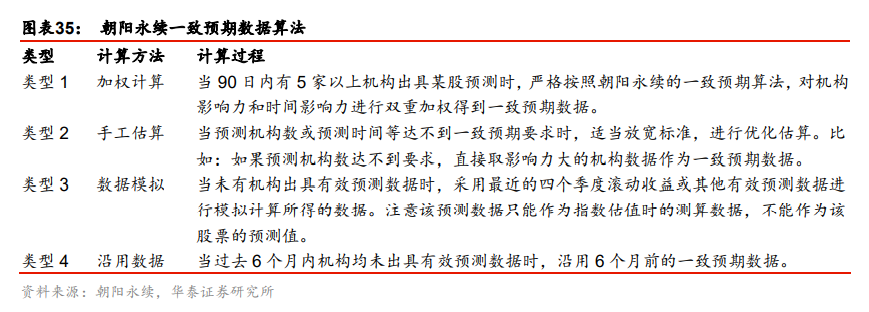 图表35： 朝阳永续一致预期数据算法
类型 计算方法 计算过程
类型 1 加权计算 当 90 日内有 5 家以上机构出具某股预测时，严格按照朝阳永续的一致预期算法，对机构
影响力和时间影响力进行双重加权得到一致预期数据。
类型 2 手工估算 当预测机构数或预测时间等达不到一致预期要求时，适当放宽标准，进行优化估算。比
如：如果预测机构数达不到要求，直接取影响力大的机构数据作为一致预期数据。
类型 3 数据模拟 当未有机构出具有效预测数据时，采用最近的四个季度滚动收益或其他有效预测数据进
行模拟计算所得的数据。注意该预测数据只能作为指数估值时的测算数据，不能作为该
股票的预测值。
类型 4 沿用数据 当过去 6 个月内机构均未出具有效预测数据时，沿用 6 个月前的一致预期数据。
资料来源：朝阳永续，华泰证券研究所